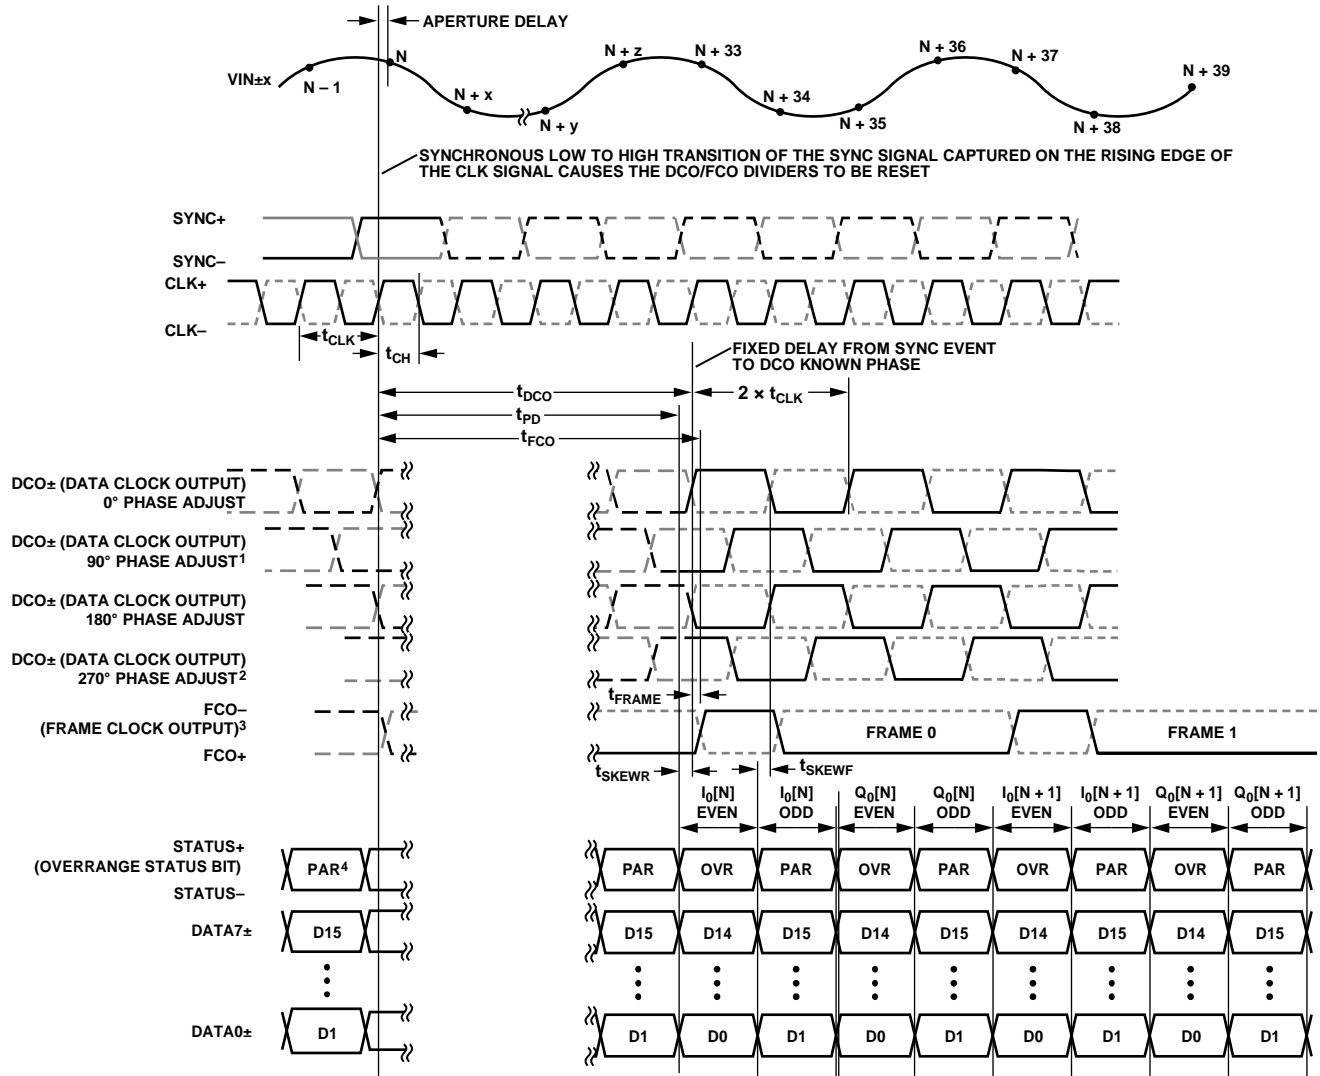 APERTURE DELAY
VIN±x
N – 1
N
N + x
N + y
N + z
N + 33
N + 34
N + 35
N + 36
N + 37
N + 38
N + 39
SYNCHRONOUS LOW TO HIGH TRANSITION OF THE SYNC SIGNAL CAPTURED ON THE RISING EDGE OF
THE CLK SIGNAL CAUSES THE DCO/FCO DIVIDERS TO BE RESET
SYNC+
SYNC–
CLK+
CLK–
tCLK
tCH
FIXED DELAY FROM SYNC EVENT
TO DCO KNOWN PHASE
tDCO
2 × tCLK
tPD
tFCO
DCO± (DATA CLOCK OUTPUT)
0° PHASE ADJUST
DCO± (DATA CLOCK OUTPUT)
90° PHASE ADJUST1
DCO± (DATA CLOCK OUTPUT)
180° PHASE ADJUST
DCO± (DATA CLOCK OUTPUT)
270° PHASE ADJUST2
tFRAME
FCO–
(FRAME CLOCK OUTPUT)3
FCO+
FRAME 0
FRAME 1
tSKEWR
tSKEWF
I0[N] I0[N] Q0[N] Q0[N] I0[N + 1] I0[N + 1] Q0[N + 1] Q0[N + 1]
EVEN ODD EVEN ODD EVEN ODD EVEN ODD
STATUS+
(OVERRANGE STATUS BIT)
STATUS–
PAR4 PAR OVR PAR OVR PAR OVR PAR OVR PAR
DATA7± D15 D15 D14 D15 D14 D15 D14 D15 D14 D15
DATA0± D1 D1 D0 D1 D0 D1 D0 D1 D0 D1